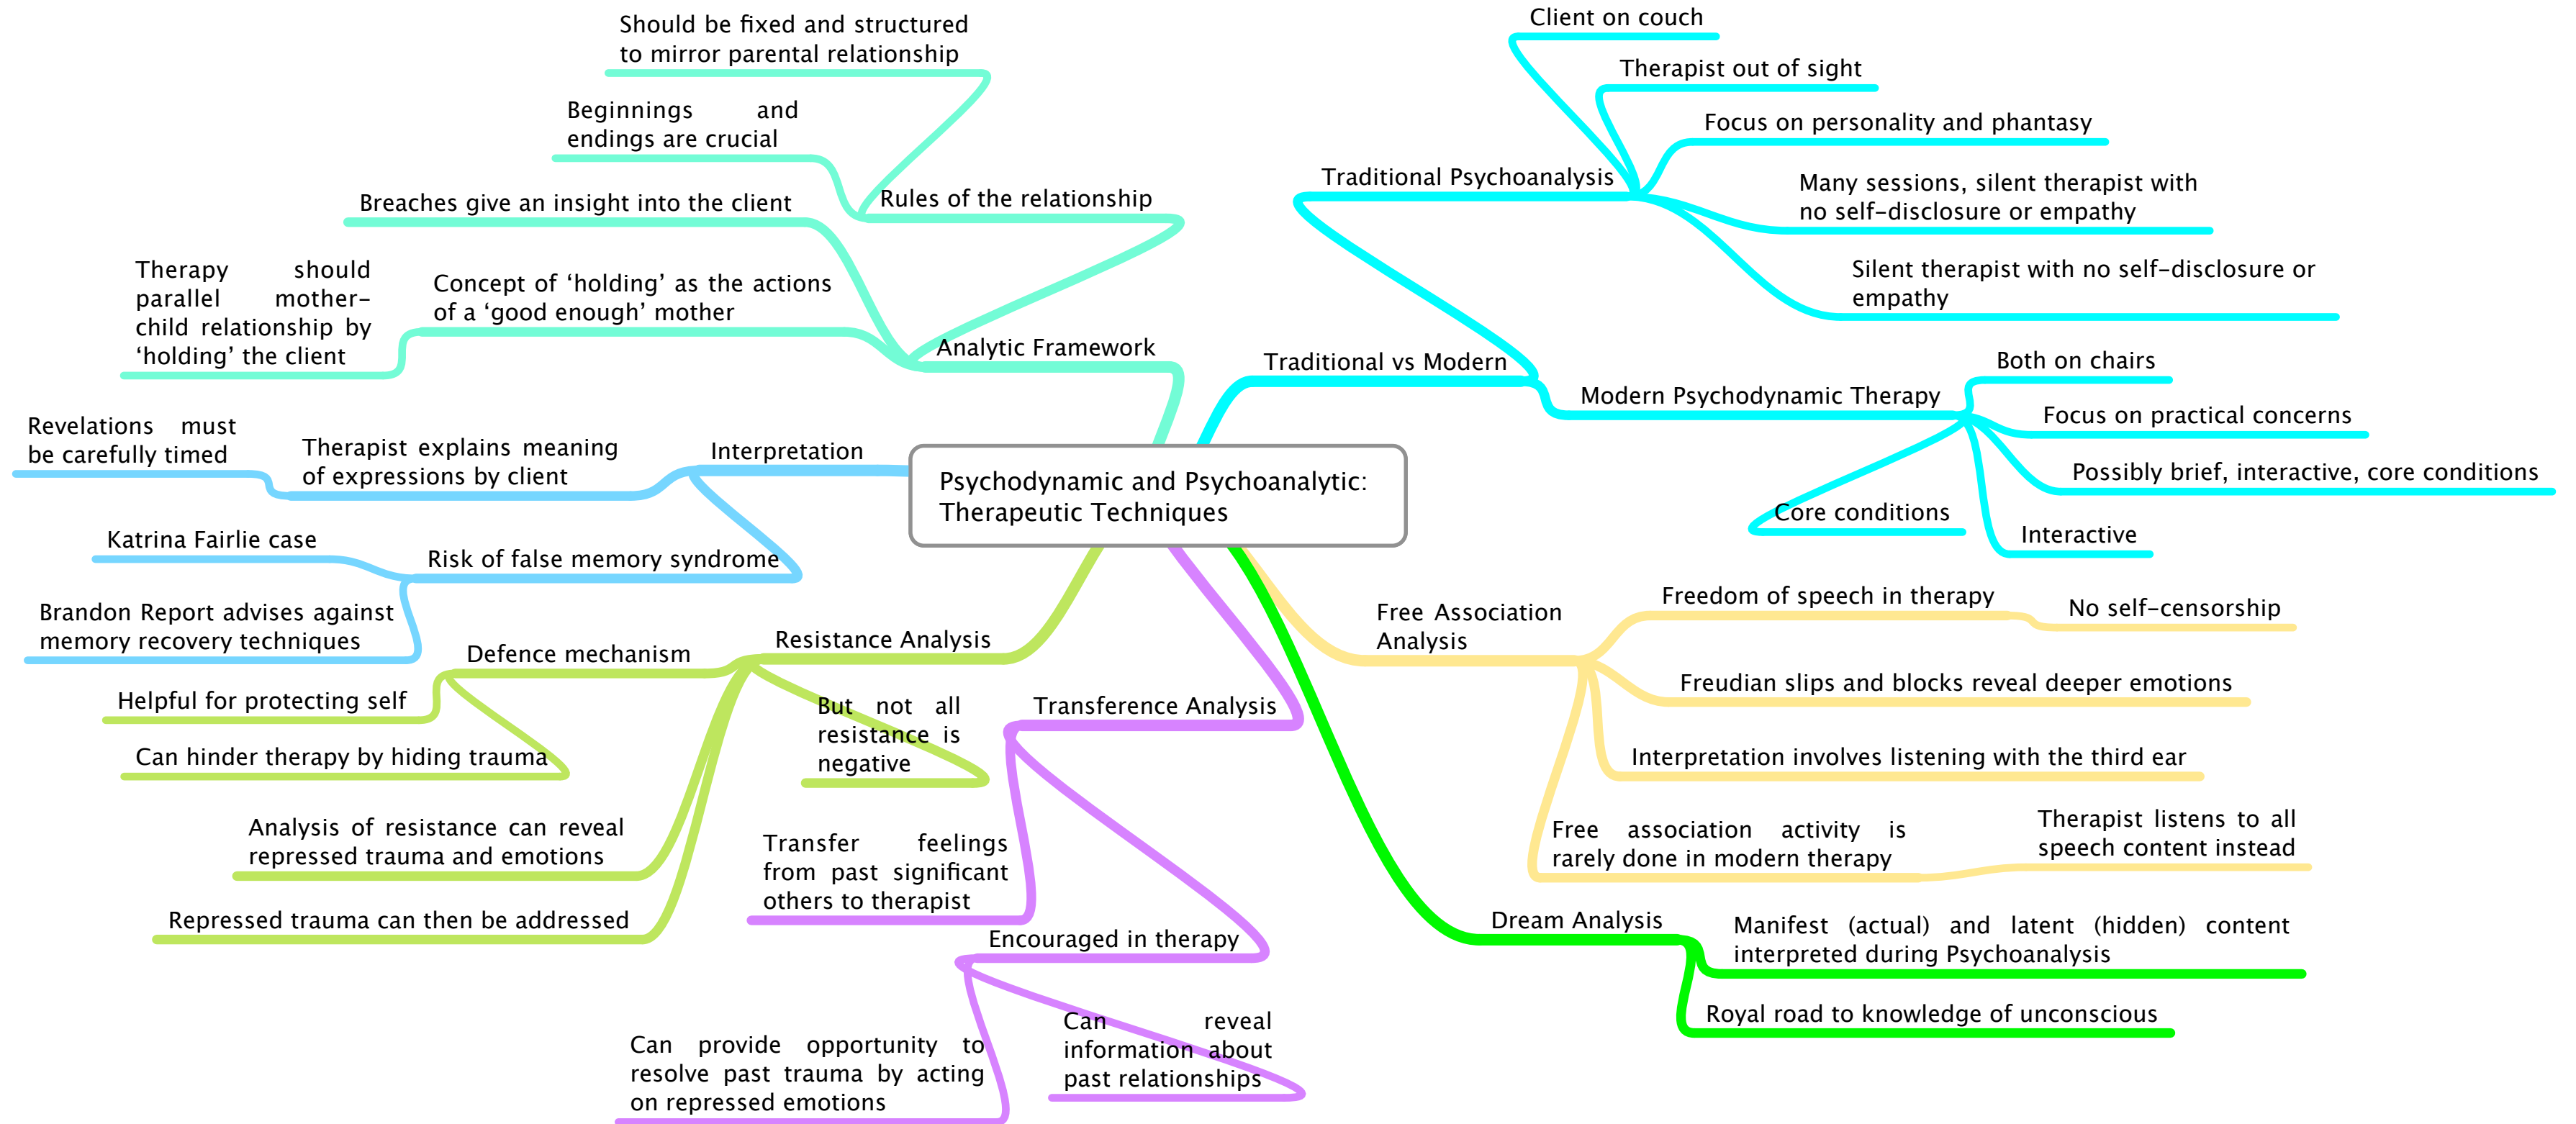 Psychodynamic and Psychoanalytic:
Therapeutic Techniques
Traditional vs Modern
Traditional Psychoanalysis
Client on couch
Therapist out of sight
Focus on personality and phantasy
Many sessions, silent therapist with
no self-disclosure or empathy
Silent therapist with no self-disclosure or
empathy
Modern Psychodynamic Therapy
Both on chairs
Focus on practical concerns
Possibly brief, interactive, core conditions
Interactive
Core conditions
Free Association
Analysis
Freedom of speech in therapy
No self-censorship
Freudian slips and blocks reveal deeper emotions
Interpretation involves listening with the third ear
Free association activity is
rarely done in modern therapy
Therapist listens to all
speech content instead
Dream Analysis
Manifest (actual) and latent (hidden) content
interpreted during Psychoanalysis
Royal road to knowledge of unconscious
Transference Analysis
Transfer feelings
from past significant
others to therapist
Encouraged in therapy
Can reveal
information about
past relationships
Can provide opportunity to
resolve past trauma by acting
on repressed emotions
Resistance Analysis
Defence mechanism
Helpful for protecting self
Can hinder therapy by hiding trauma
But not all
resistance is
negative
Analysis of resistance can reveal
repressed trauma and emotions
Repressed trauma can then be addressed
Interpretation
Therapist explains meaning
of expressions by client
Revelations must
be carefully timed
Risk of false memory syndrome
Katrina Fairlie case
Brandon Report advises against
memory recovery techniques
Analytic Framework
Rules of the relationship
Should be fixed and structured
to mirror parental relationship
Beginnings and
endings are crucial
Breaches give an insight into the client
Concept of ‘holding’ as the actions
of a ‘good enough’ mother
Therapy should
parallel mother-
child relationship by
‘holding’ the client